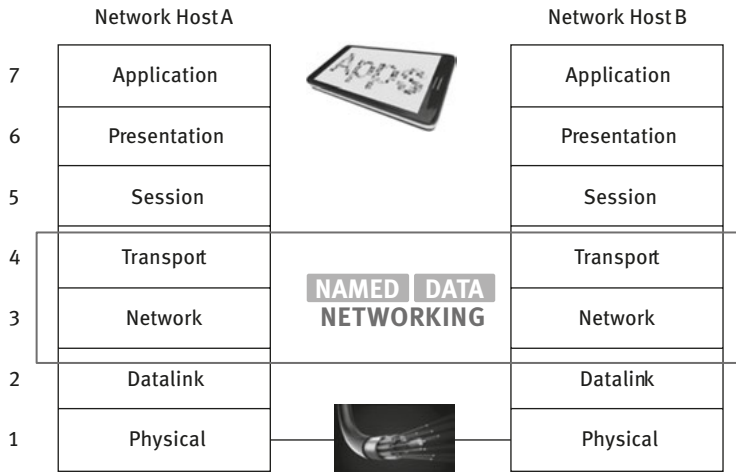 Network Host A
Network Host B
7
Application
Apps
Application
6
Presentation
Presentation
5
Session
Session
4
Transport
Transport
NAMED DATA
3
Network
NETWORKING
Network
2
Datalink
Datalink
1
Physical
Physical